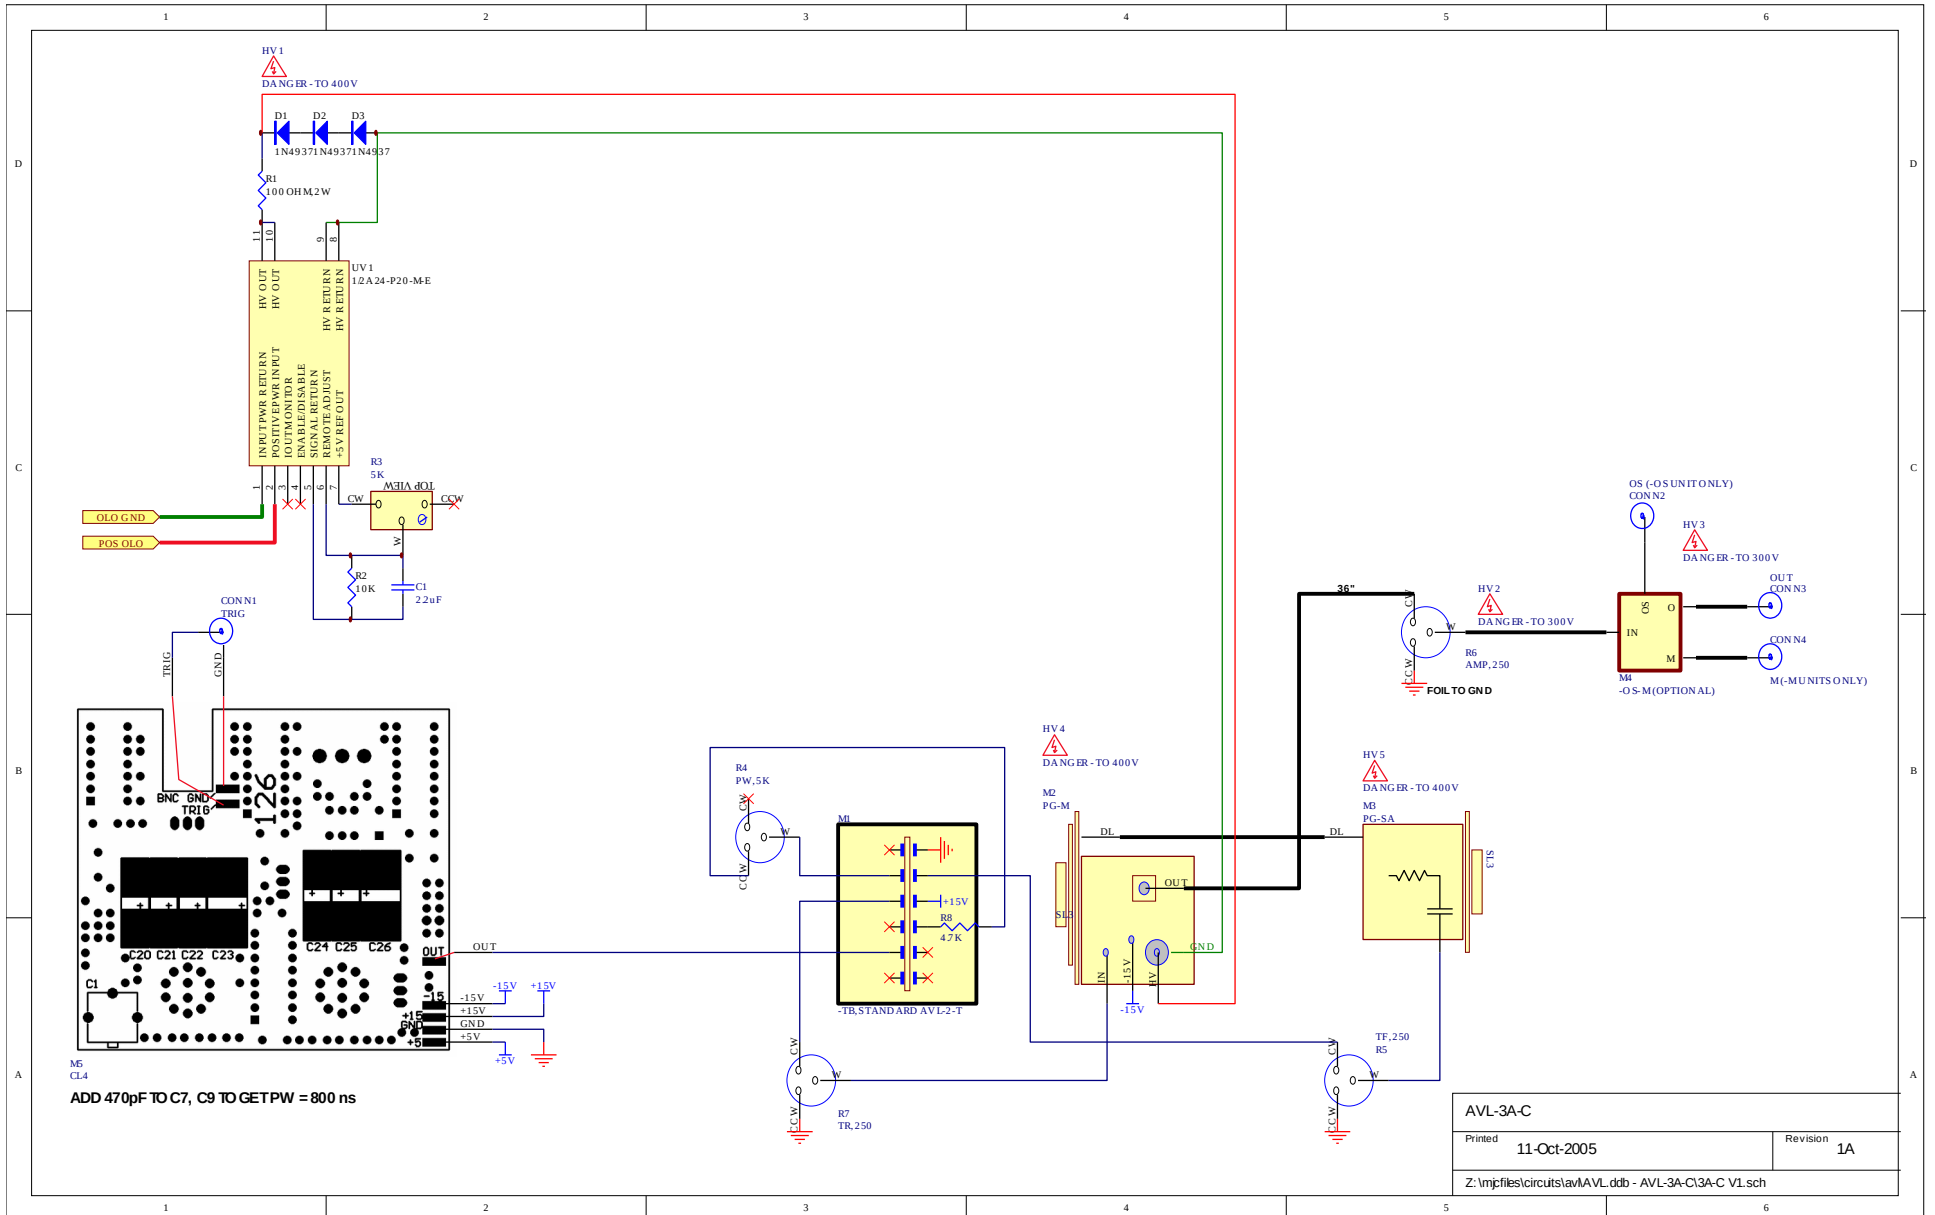 1 2 3 4 5 6
HV1
DANGER-TO 400V
D1 D2 D3
1N4937 1N4937 1N4937
D D
R1
100 OHM,2W
11 10 9 8
HV OUT
HV OUT
HV RETURN
HV RETURN
UV1
1/2A24-P20-M-E
INPUT PWR RETURN
POSITIVE PWR INPUT
IOUT MONITOR
ENABLE/DISABLE
SIGNAL RETURN
REMOTE ADJUST
+5V REF OUT
1 2 3 4 5 6 7
C C
R3
5K
TOP VIEW
CW CCW
W
OLO GND
POS OLO
R2
10K
C1
2.2uF
OS (-OS UNIT ONLY)
CONN2
HV3
DANGER-TO 300V
OUT
CONN3
36"
CW
W
CCW
HV2
DANGER-TO 300V
R6
AMP, 250
FOIL TO GND
OS O
IN
M
M4
-OS-M (OPTIONAL)
CONN4
M (-M UNITS ONLY)
CONN1
TRIG
TRIG
GND
BNC GND
TRIG
126
B B
R4
PW, 5K
CW
W
CCW
M1
+15V
R8
4.7K
-TB, STANDARD AVL-2-T
HV4
DANGER-TO 400V
M2
PG-M
DL DL
OUT
SL3
GND
IN
-15V
HV
-15V
HV5
DANGER-TO 400V
M3
PG-SA
SL3
+ + + + + + +
C20 C21 C22 C23
C24 C25 C26
OUT OUT
C1
-15 -15V -15V +15V
+15 +15V
GND GND
+5 +5V
+5V
M5
CL4
ADD 470pF TO C7, C9 TO GET PW = 800 ns
A A
CW
W
CCW
R7
TR, 250
TF, 250
R5
CW
W
CCW
AVL-3A-C
Printed 11-Oct-2005
Revision 1A
Z:\mjcfiles\circuits\avl\AVL.ddb - AVL-3A-C\3A-C V1.sch
1 2 3 4 5 6